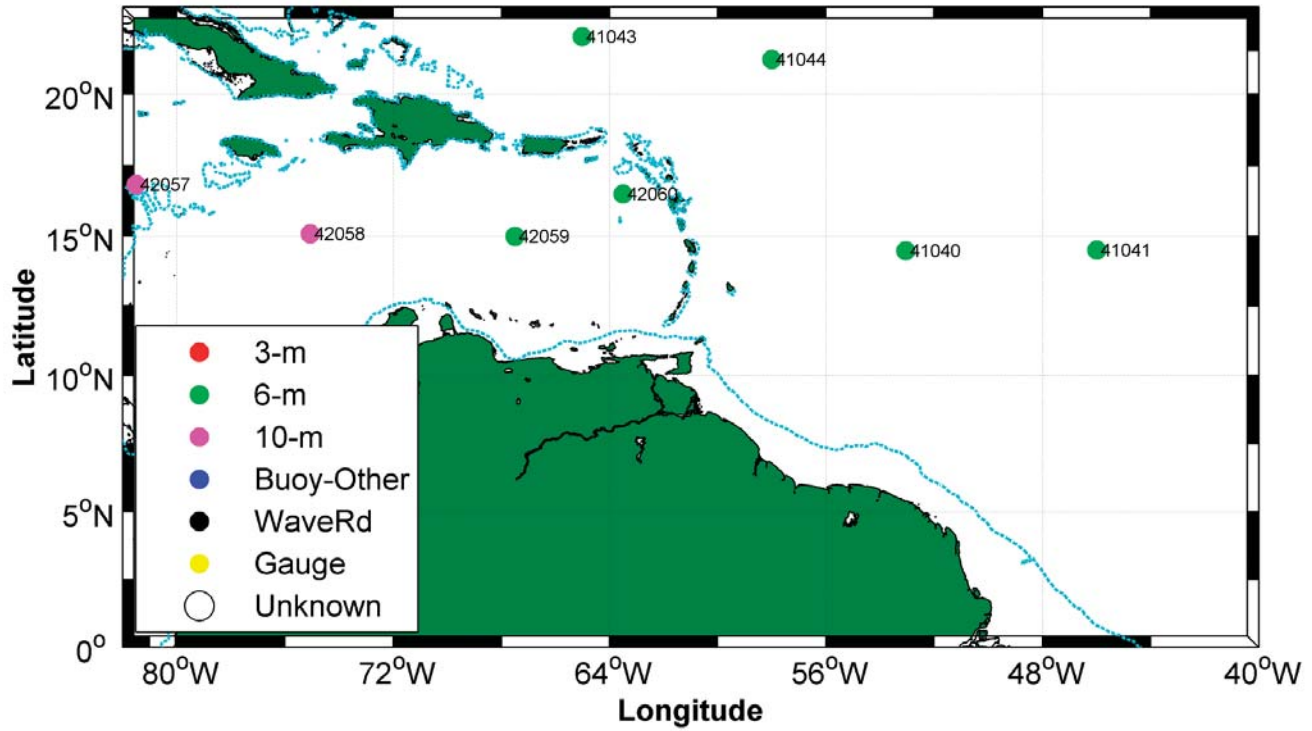 41043
41044
20°N
42057
42060
42058
42059
15°N
41040
41041
Latitude
3-m
10°N
6-m
10-m
Buoy-Other
5°N
WaveRd
Gauge
Unknown
0°
80°W
72°W
64°W
56°W
48°W
40°W
Longitude